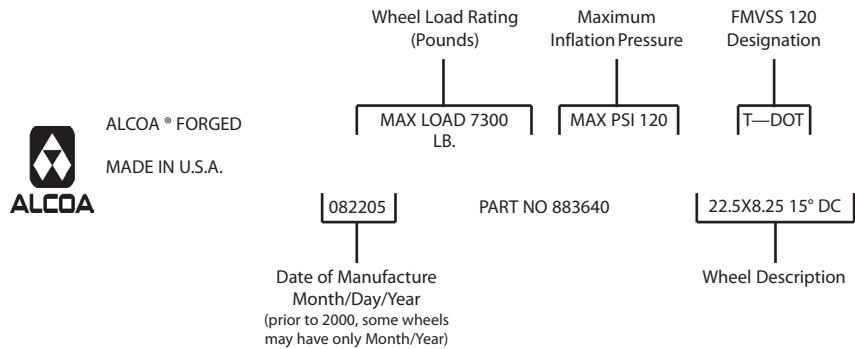 Wheel Load Rating
(Pounds)
Maximum
Inflation Pressure
FMVSS 120
Designation
ALCOA ® FORGED
MADE IN U.S.A.
ALCOA
MAX LOAD 7300
LB.
MAX PSI 120
T—DOT
082205
PART NO 883640
22.5X8.25 15° DC
Date of Manufacture
Month/Day/Year
(prior to 2000, some wheels
may have only Month/Year)
Wheel Description